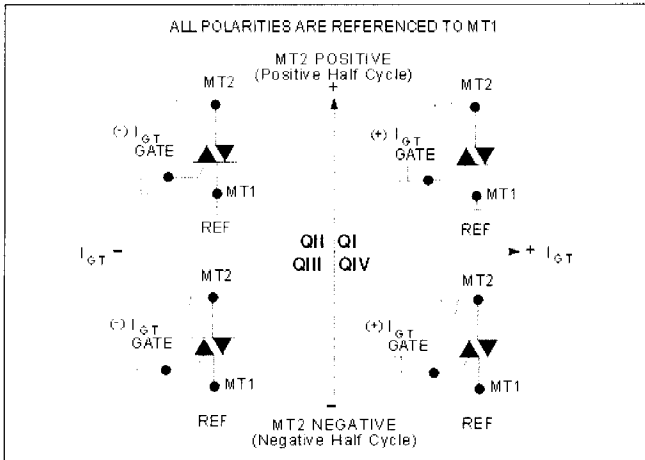 ALL POLARITIES ARE REFERENCED TO MT1
MT2 POSITIVE
(Positive Half Cycle)
+
MT2
(-) IGT
GATE
MT1
REF
MT2
(+) IGT
GATE
MT1
REF
IGT -
QII QI
QIII QIV
+ IGT
MT2
(-) IGT
GATE
MT1
REF
MT2
(+) IGT
GATE
MT1
REF
-
MT2 NEGATIVE
(Negative Half Cycle)